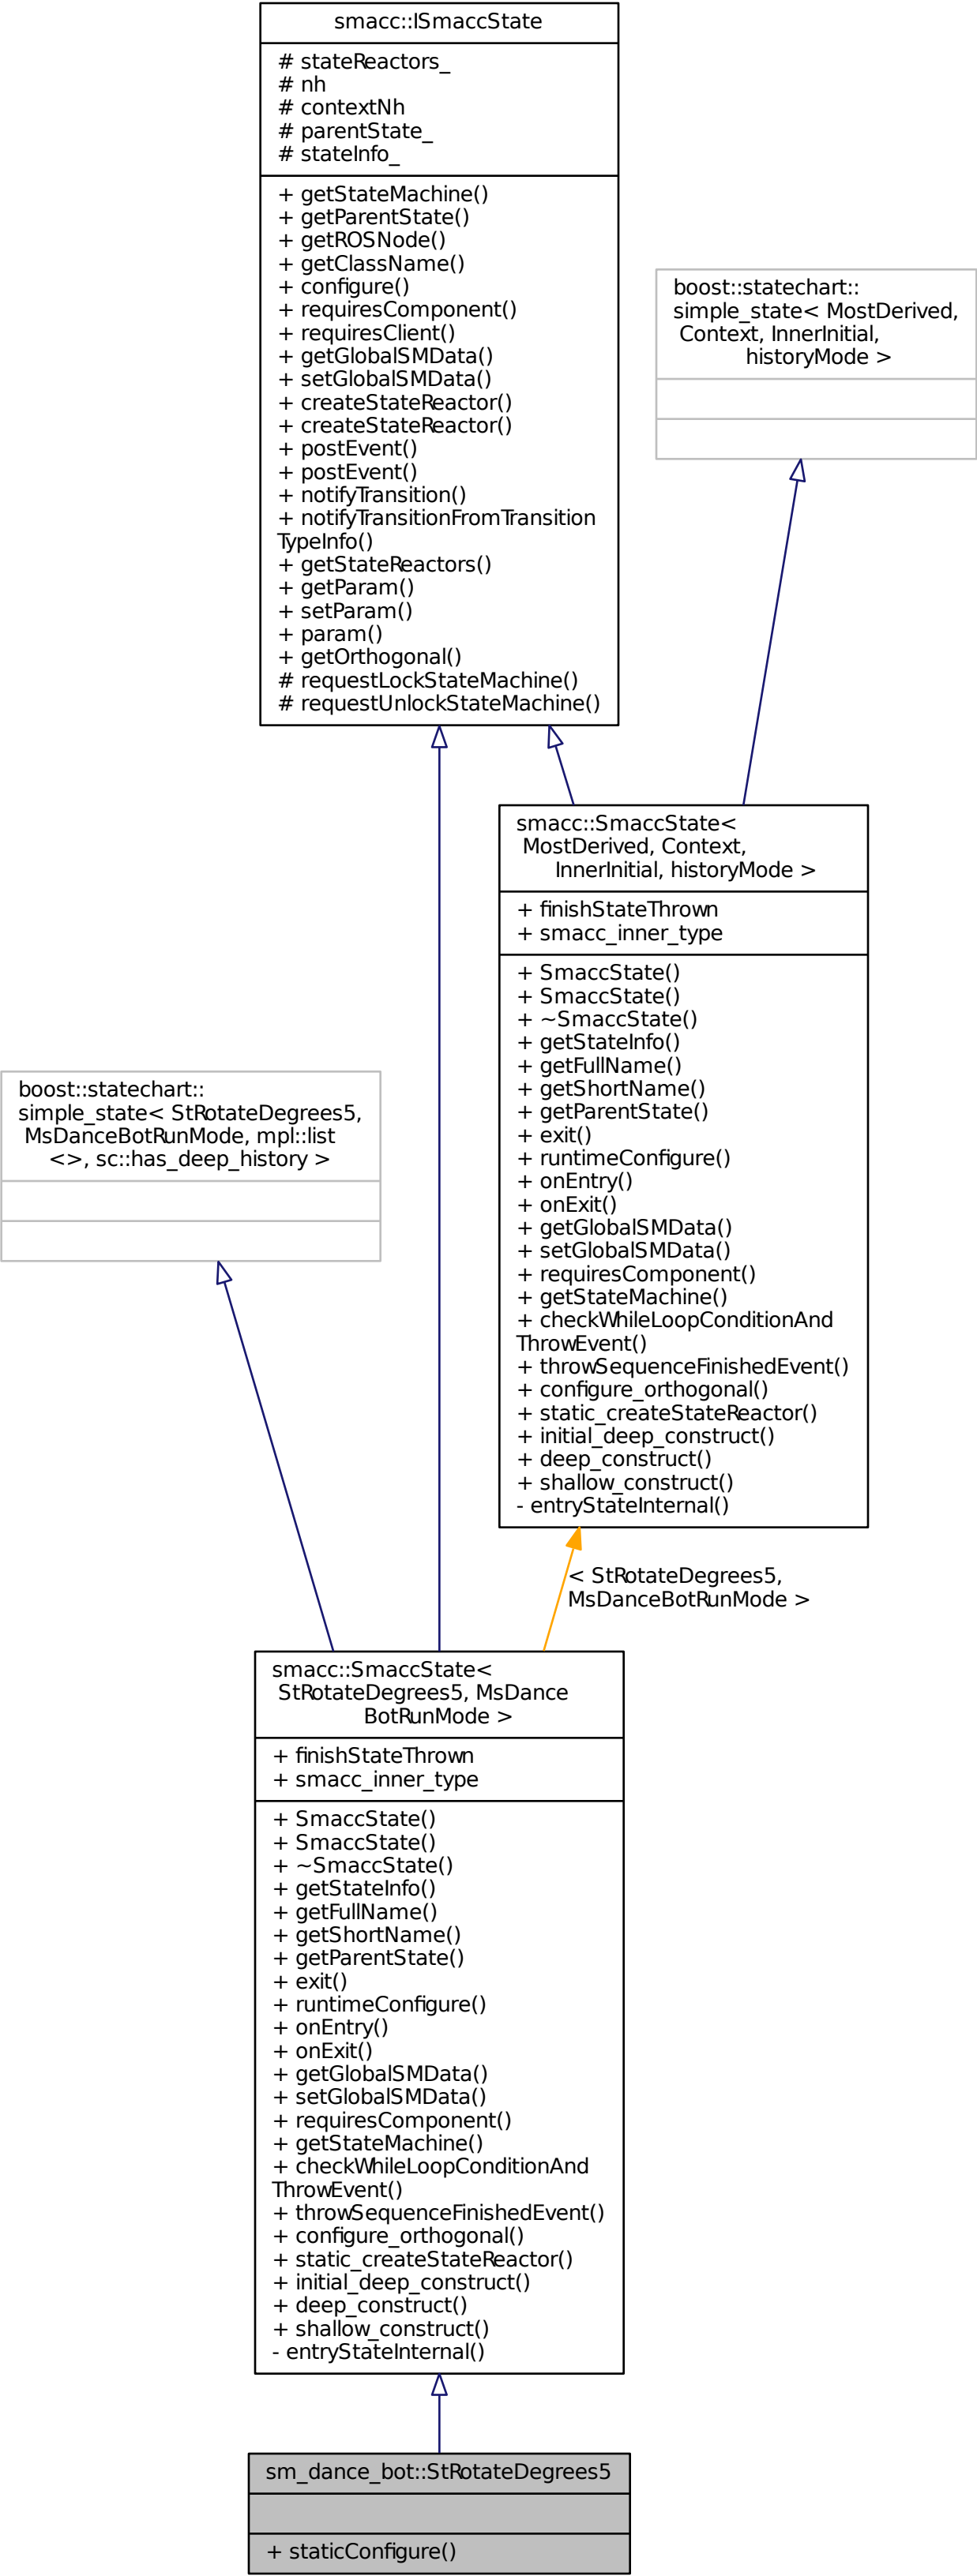 smacc::ISmaccState
# stateReactors_
# nh
# contextNh
# parentState_
# stateInfo_
+ getStateMachine()
+ getParentState()
+ getROSNode()
+ getClassName()
+ configure()
+ requiresComponent()
+ requiresClient()
+ getGlobalSMData()
+ setGlobalSMData()
+ createStateReactor()
+ createStateReactor()
+ postEvent()
+ postEvent()
+ notifyTransition()
+ notifyTransitionFromTransition
TypeInfo()
+ getStateReactors()
+ getParam()
+ setParam()
+ param()
+ getOrthogonal()
# requestLockStateMachine()
# requestUnlockStateMachine()
boost::statechart::
simple_state< MostDerived,
Context, InnerInitial,
historyMode >
smacc::SmaccState<
MostDerived, Context,
InnerInitial, historyMode >
+ finishStateThrown
+ smacc_inner_type
+ SmaccState()
+ SmaccState()
+ ~SmaccState()
+ getStateInfo()
+ getFullName()
+ getShortName()
+ getParentState()
+ exit()
+ runtimeConfigure()
+ onEntry()
+ onExit()
+ getGlobalSMData()
+ setGlobalSMData()
+ requiresComponent()
+ getStateMachine()
+ checkWhileLoopConditionAnd
ThrowEvent()
+ throwSequenceFinishedEvent()
+ configure_orthogonal()
+ static_createStateReactor()
+ initial_deep_construct()
+ deep_construct()
+ shallow_construct()
- entryStateInternal()
boost::statechart::
simple_state< StRotateDegrees5,
MsDanceBotRunMode, mpl::list
<>, sc::has_deep_history >
< StRotateDegrees5,
MsDanceBotRunMode >
smacc::SmaccState<
StRotateDegrees5, MsDance
BotRunMode >
+ finishStateThrown
+ smacc_inner_type
+ SmaccState()
+ SmaccState()
+ ~SmaccState()
+ getStateInfo()
+ getFullName()
+ getShortName()
+ getParentState()
+ exit()
+ runtimeConfigure()
+ onEntry()
+ onExit()
+ getGlobalSMData()
+ setGlobalSMData()
+ requiresComponent()
+ getStateMachine()
+ checkWhileLoopConditionAnd
ThrowEvent()
+ throwSequenceFinishedEvent()
+ configure_orthogonal()
+ static_createStateReactor()
+ initial_deep_construct()
+ deep_construct()
+ shallow_construct()
- entryStateInternal()
sm_dance_bot::StRotateDegrees5
+ staticConfigure()